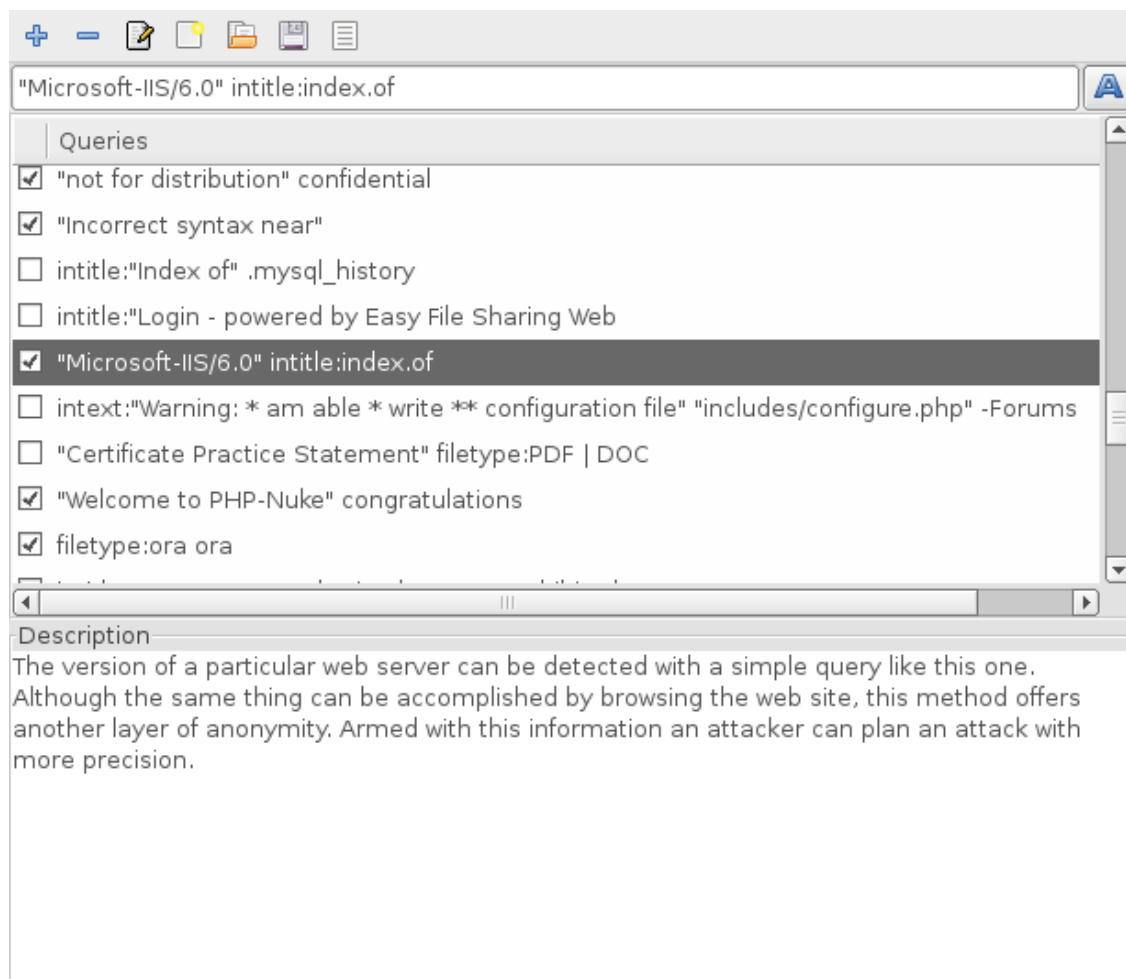 "Microsoft-IIS/6.0" intitle:index.of
Queries
"not for distribution" confidential
"Incorrect syntax near"
intitle:"Index of" .mysql_history
intitle:"Login - powered by Easy File Sharing Web
"Microsoft-IIS/6.0" intitle:index.of
intext:"Warning: * am able * write ** configuration file" "includes/configure.php" -Forums
"Certificate Practice Statement" filetype:PDF | DOC
"Welcome to PHP-Nuke" congratulations
filetype:ora ora
Description
The version of a particular web server can be detected with a simple query like this one.
Although the same thing can be accomplished by browsing the web site, this method offers
another layer of anonymity. Armed with this information an attacker can plan an attack with
more precision.